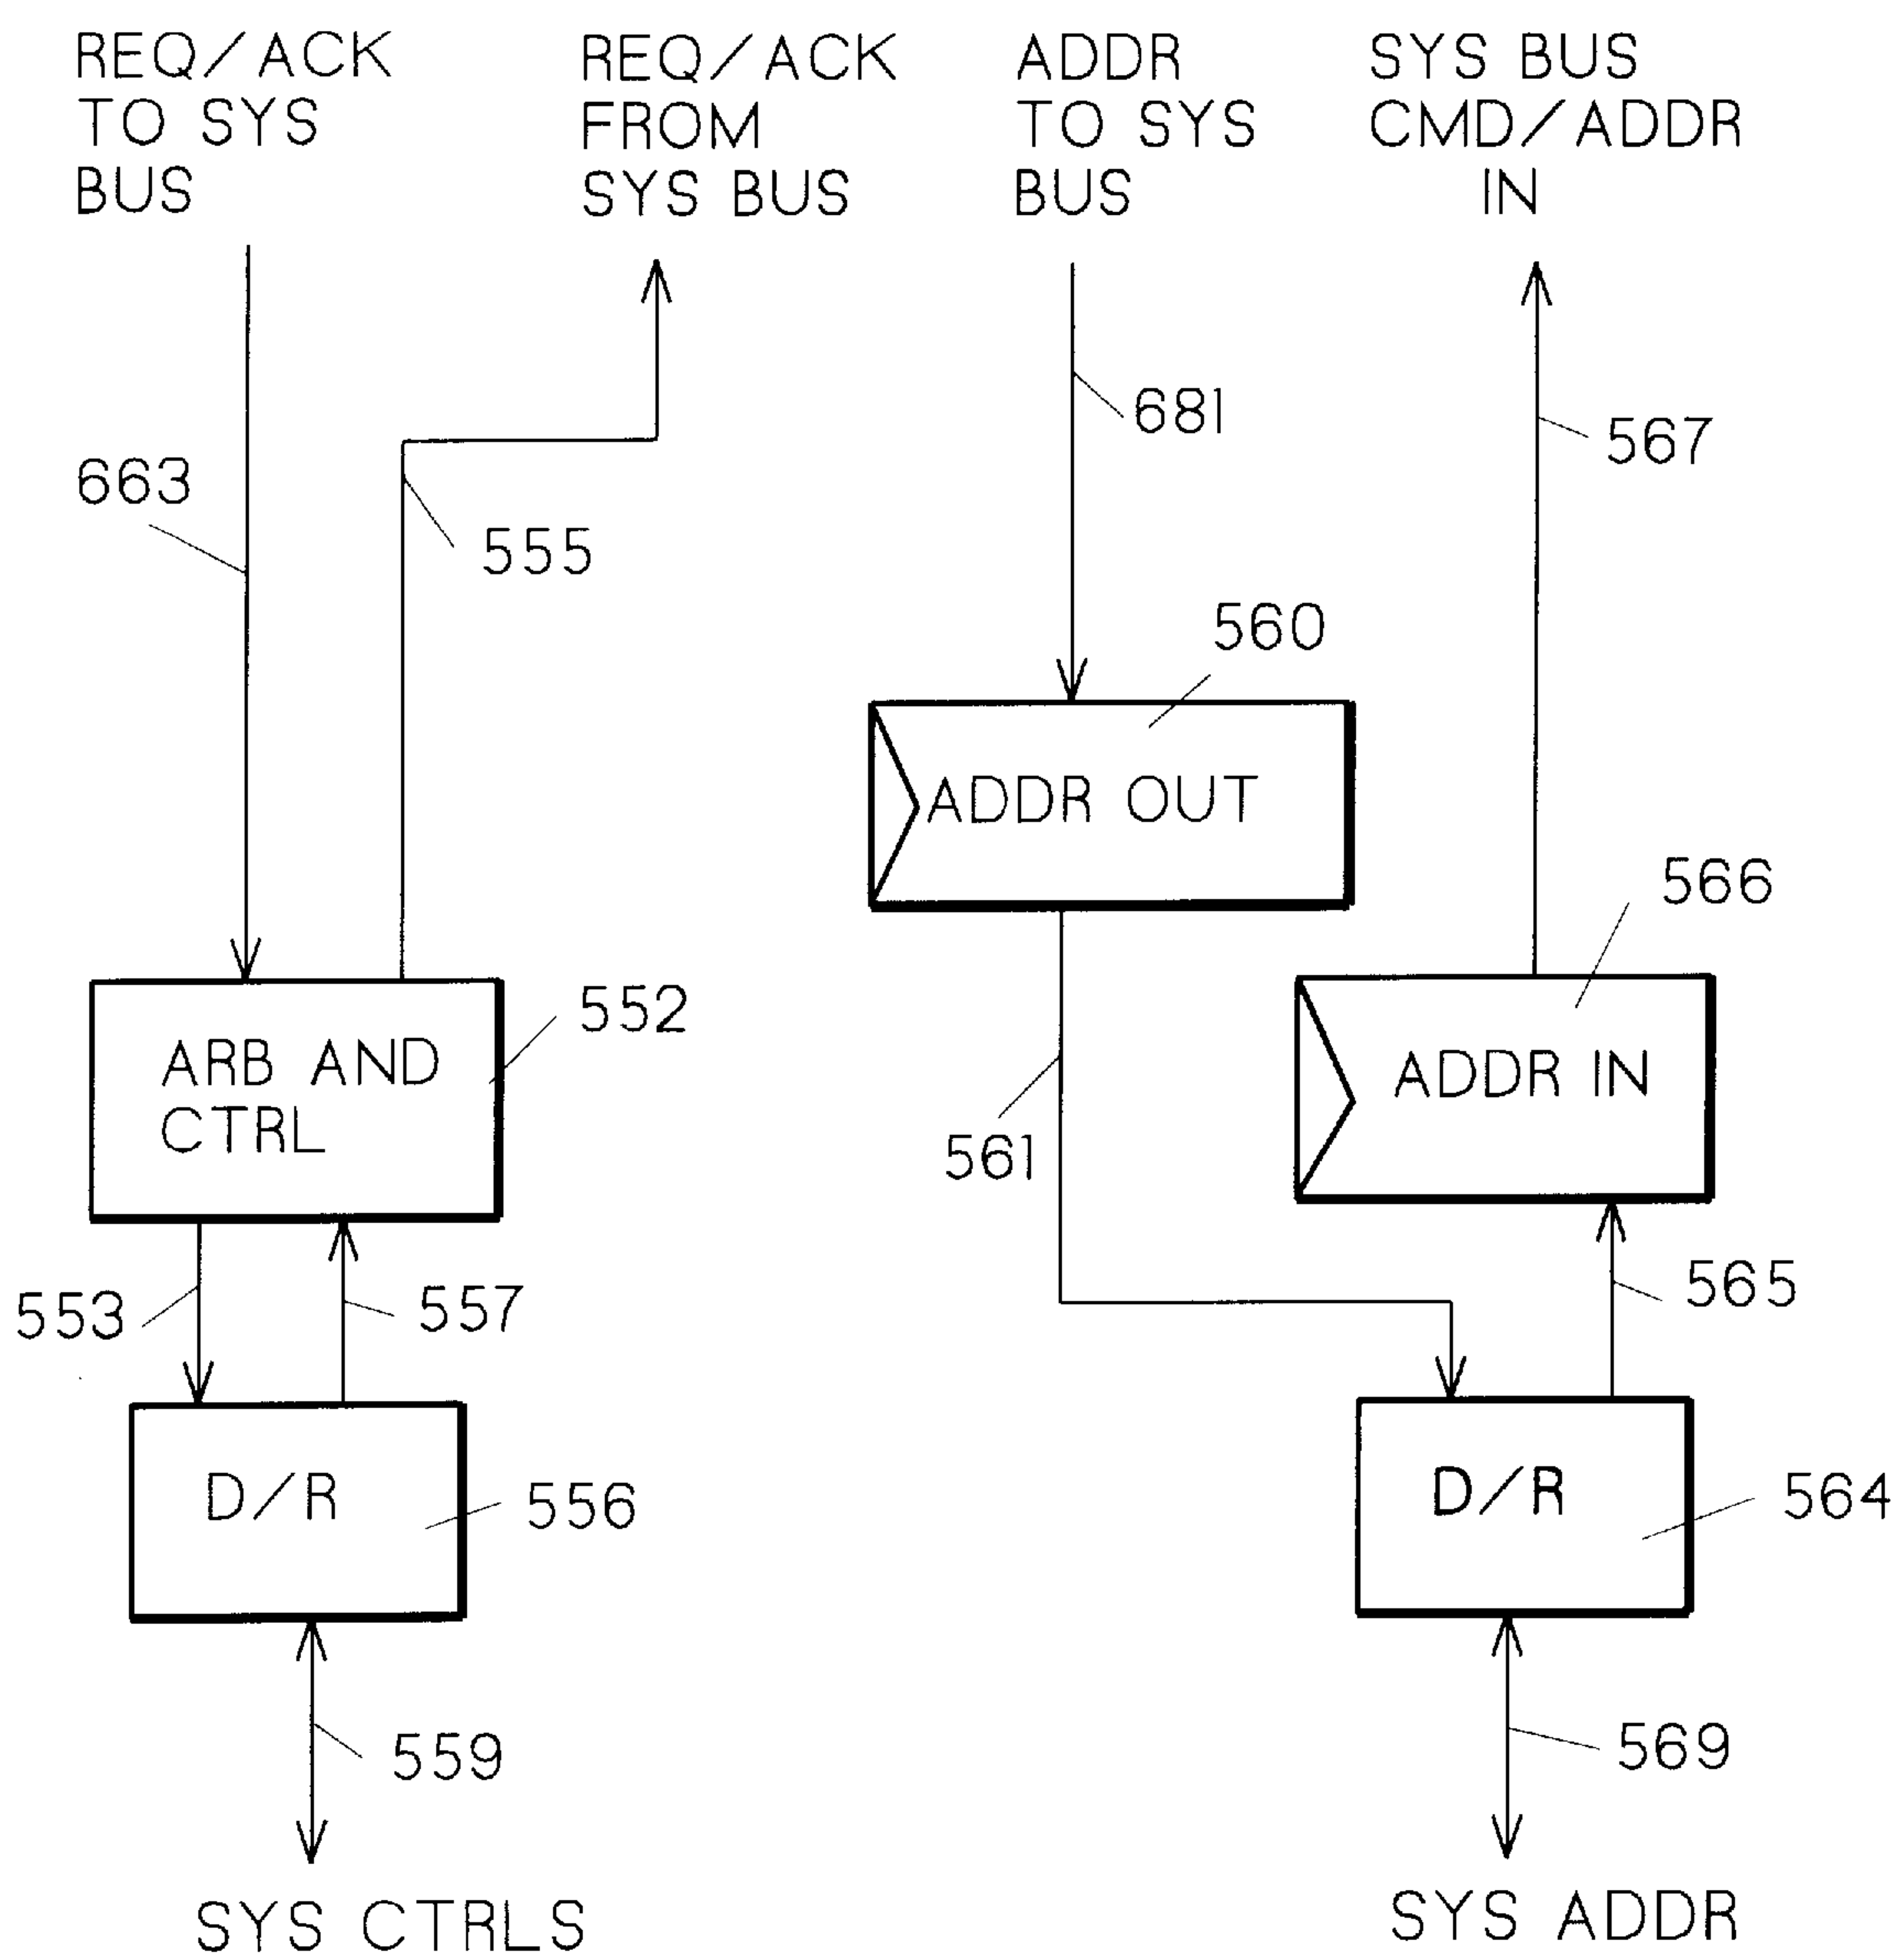 REQ/ACK
TO SYS
BUS
REQ/ACK
FROM
SYS BUS
ADDR
TO SYS
BUS
SYS BUS
CMD/ADDR
IN
663
555
681
567
560
ADDR OUT
566
552
ARB AND
CTRL
561
ADDR IN
553
557
565
D/R
556
D/R
564
559
569
SYS CTRLS
SYS ADDR